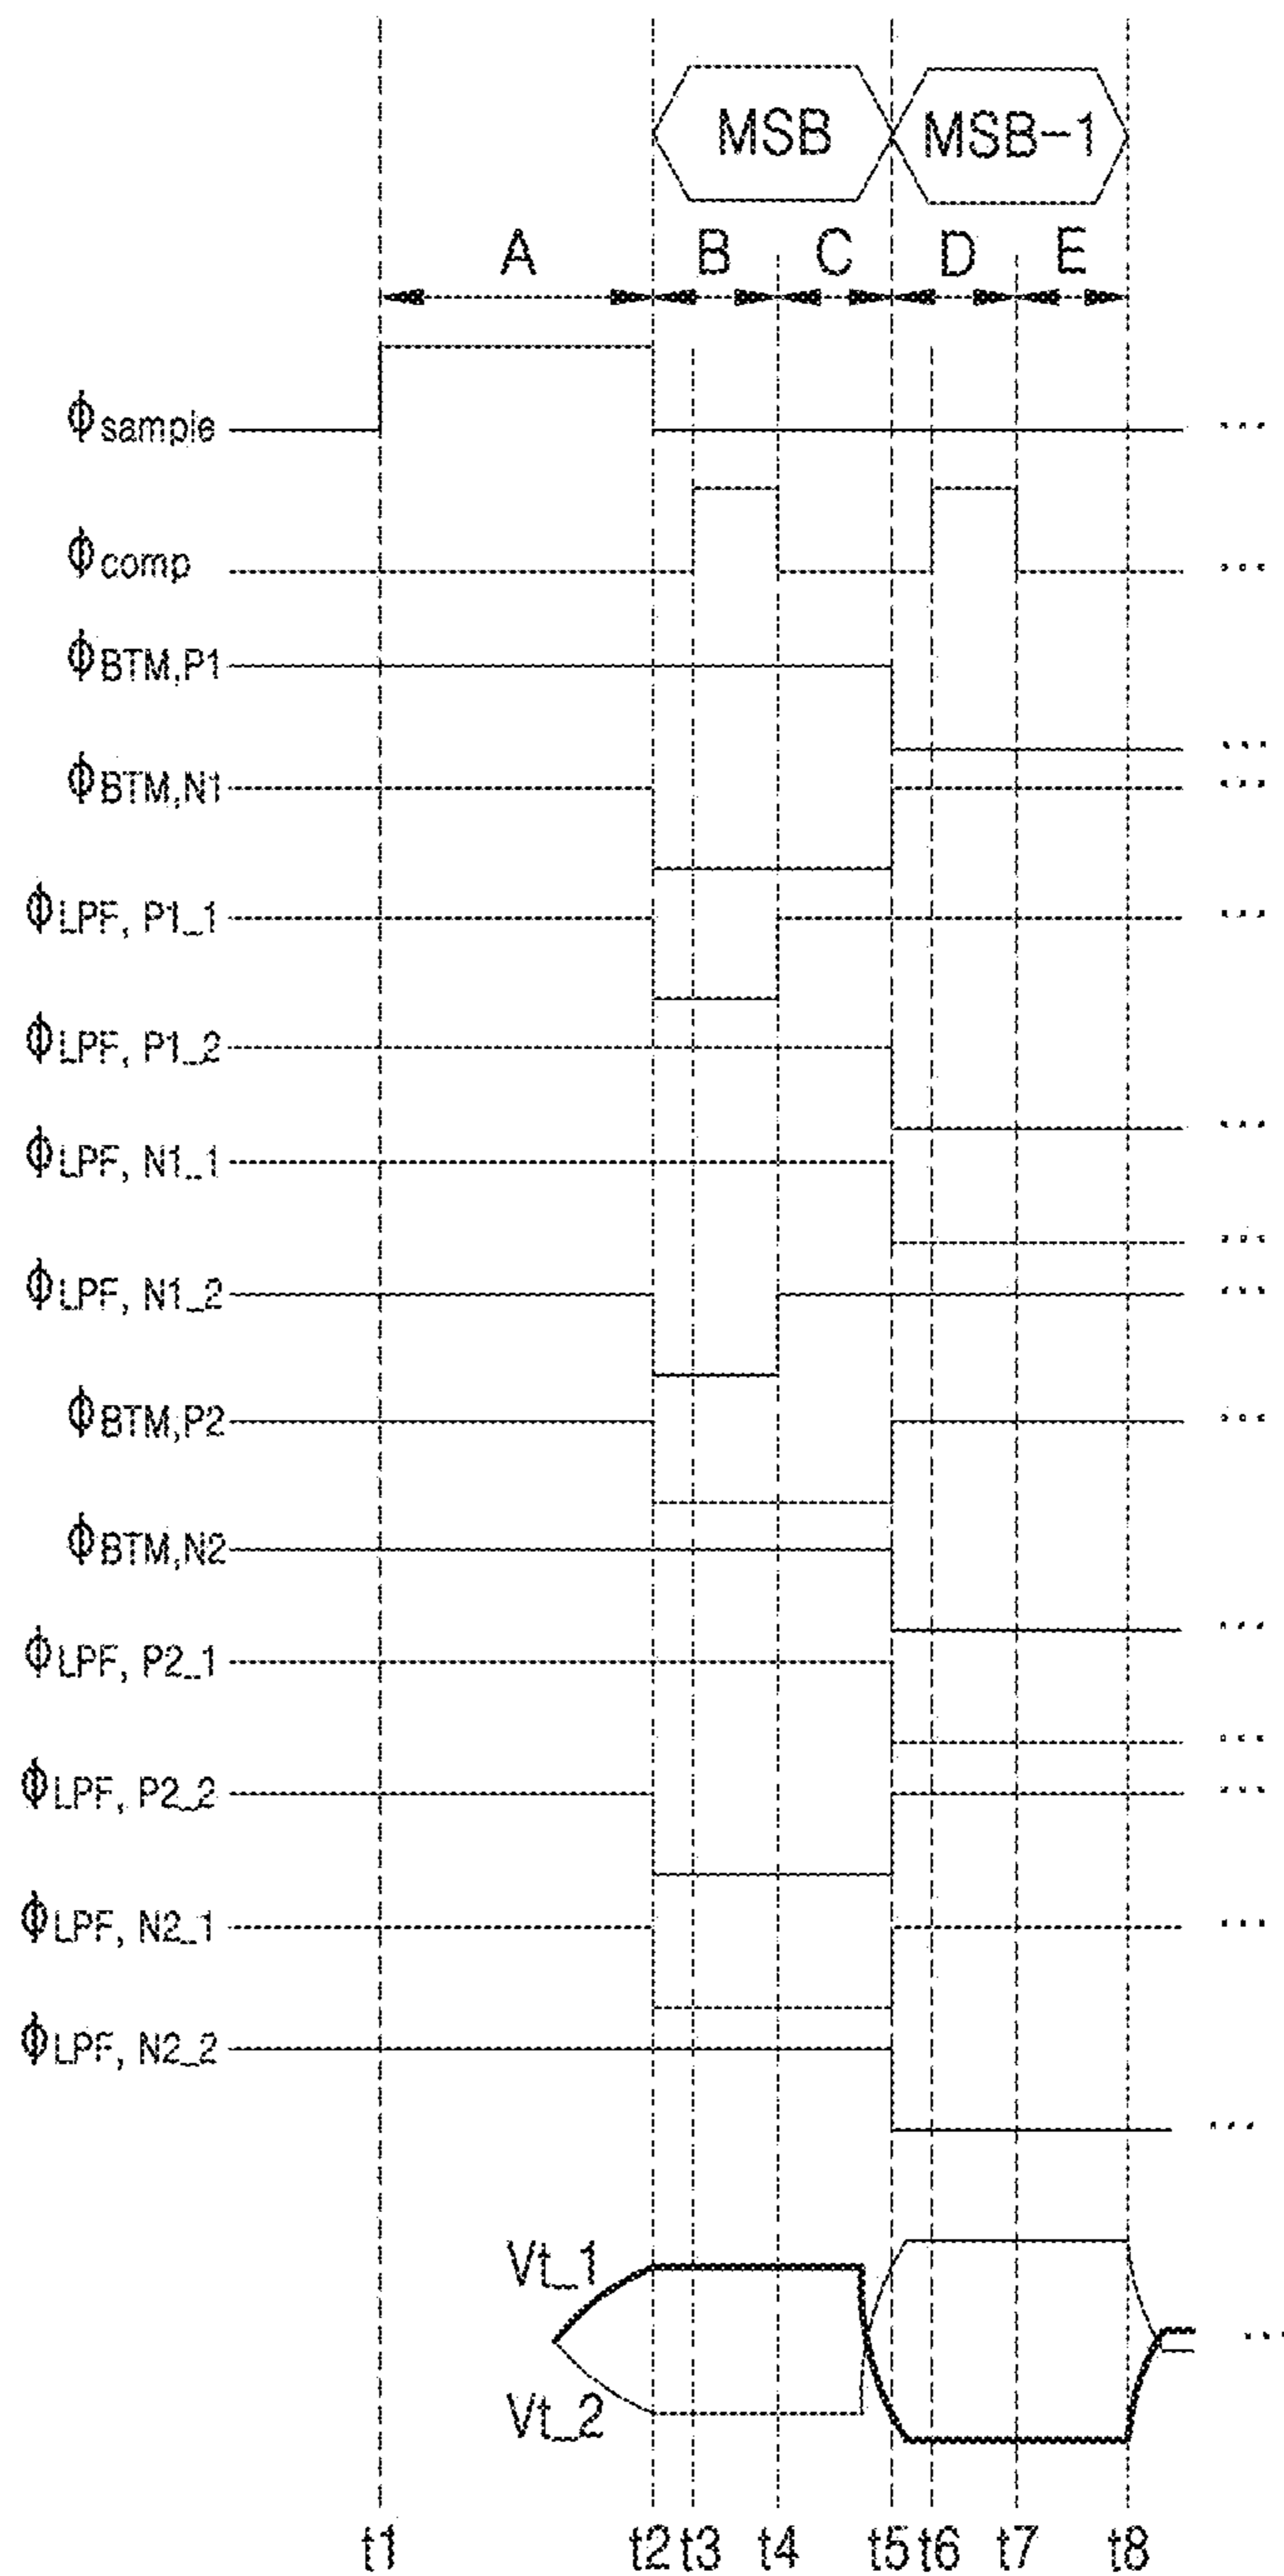 MSB MSB-1
A B C D E
ϕsample ...
ϕcomp ...
ϕBTM,P1 ...
ϕBTM,N1 ...
ϕLPF, P1_1 ...
ϕLPF, P1_2 ...
ϕLPF, N1_1 ...
ϕLPF, N1_2 ...
ϕBTM,P2 ...
ϕBTM,N2 ...
ϕLPF, P2_1 ...
ϕLPF, P2_2 ...
ϕLPF, N2_1 ...
ϕLPF, N2_2 ...
Vt_1
Vt_2 ...
t1 t2 t3 t4 t5 t6 t7 t8